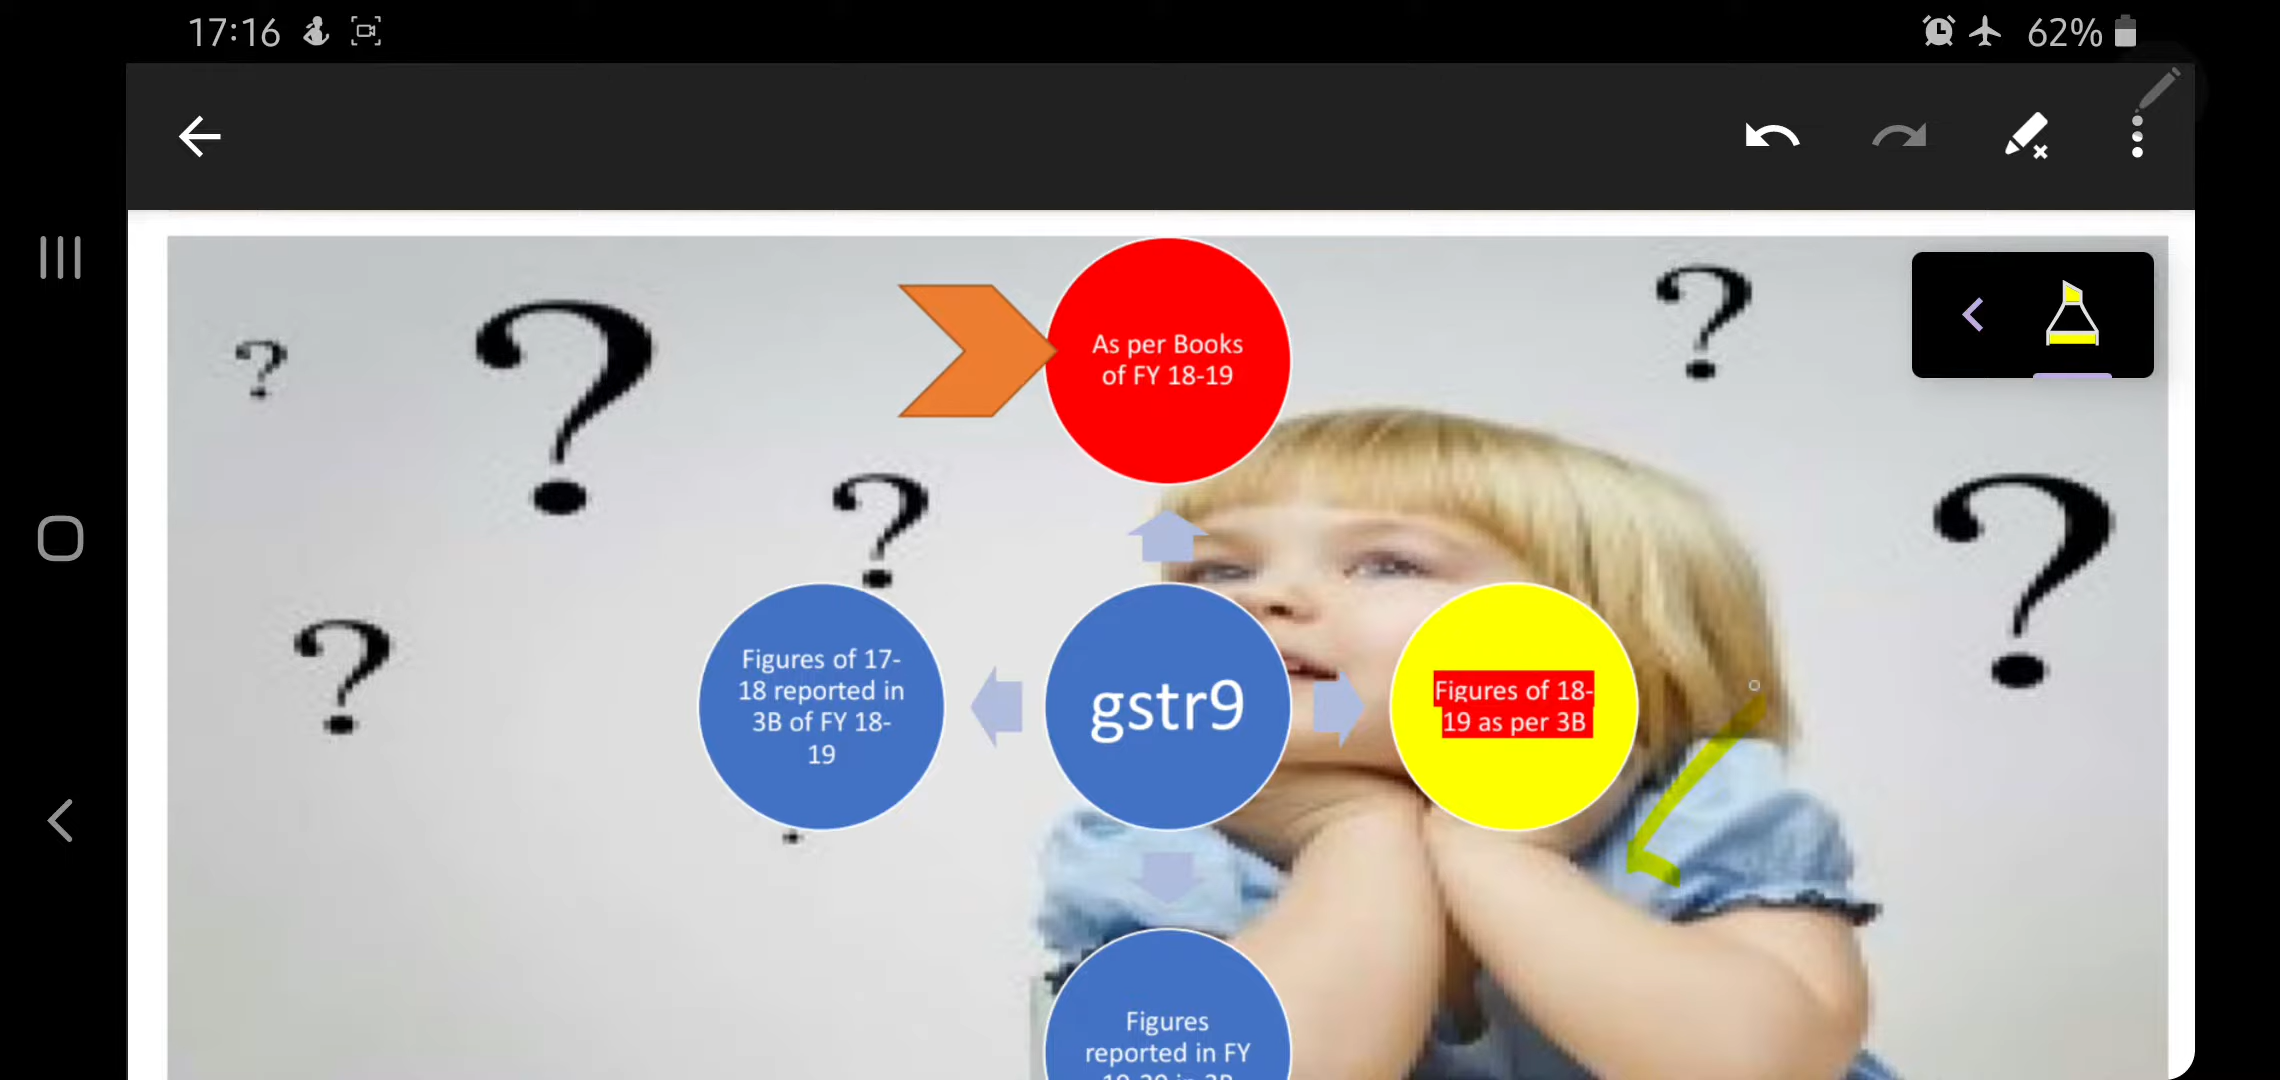 17:16
62%
?
?
?
?
?
?
As per Books
of FY 18-19
Figures of 17-
18 reported in
3B of FY 18-
19
gstr9
Figures of 18-
19 as per 3B
Figures
reported in FY